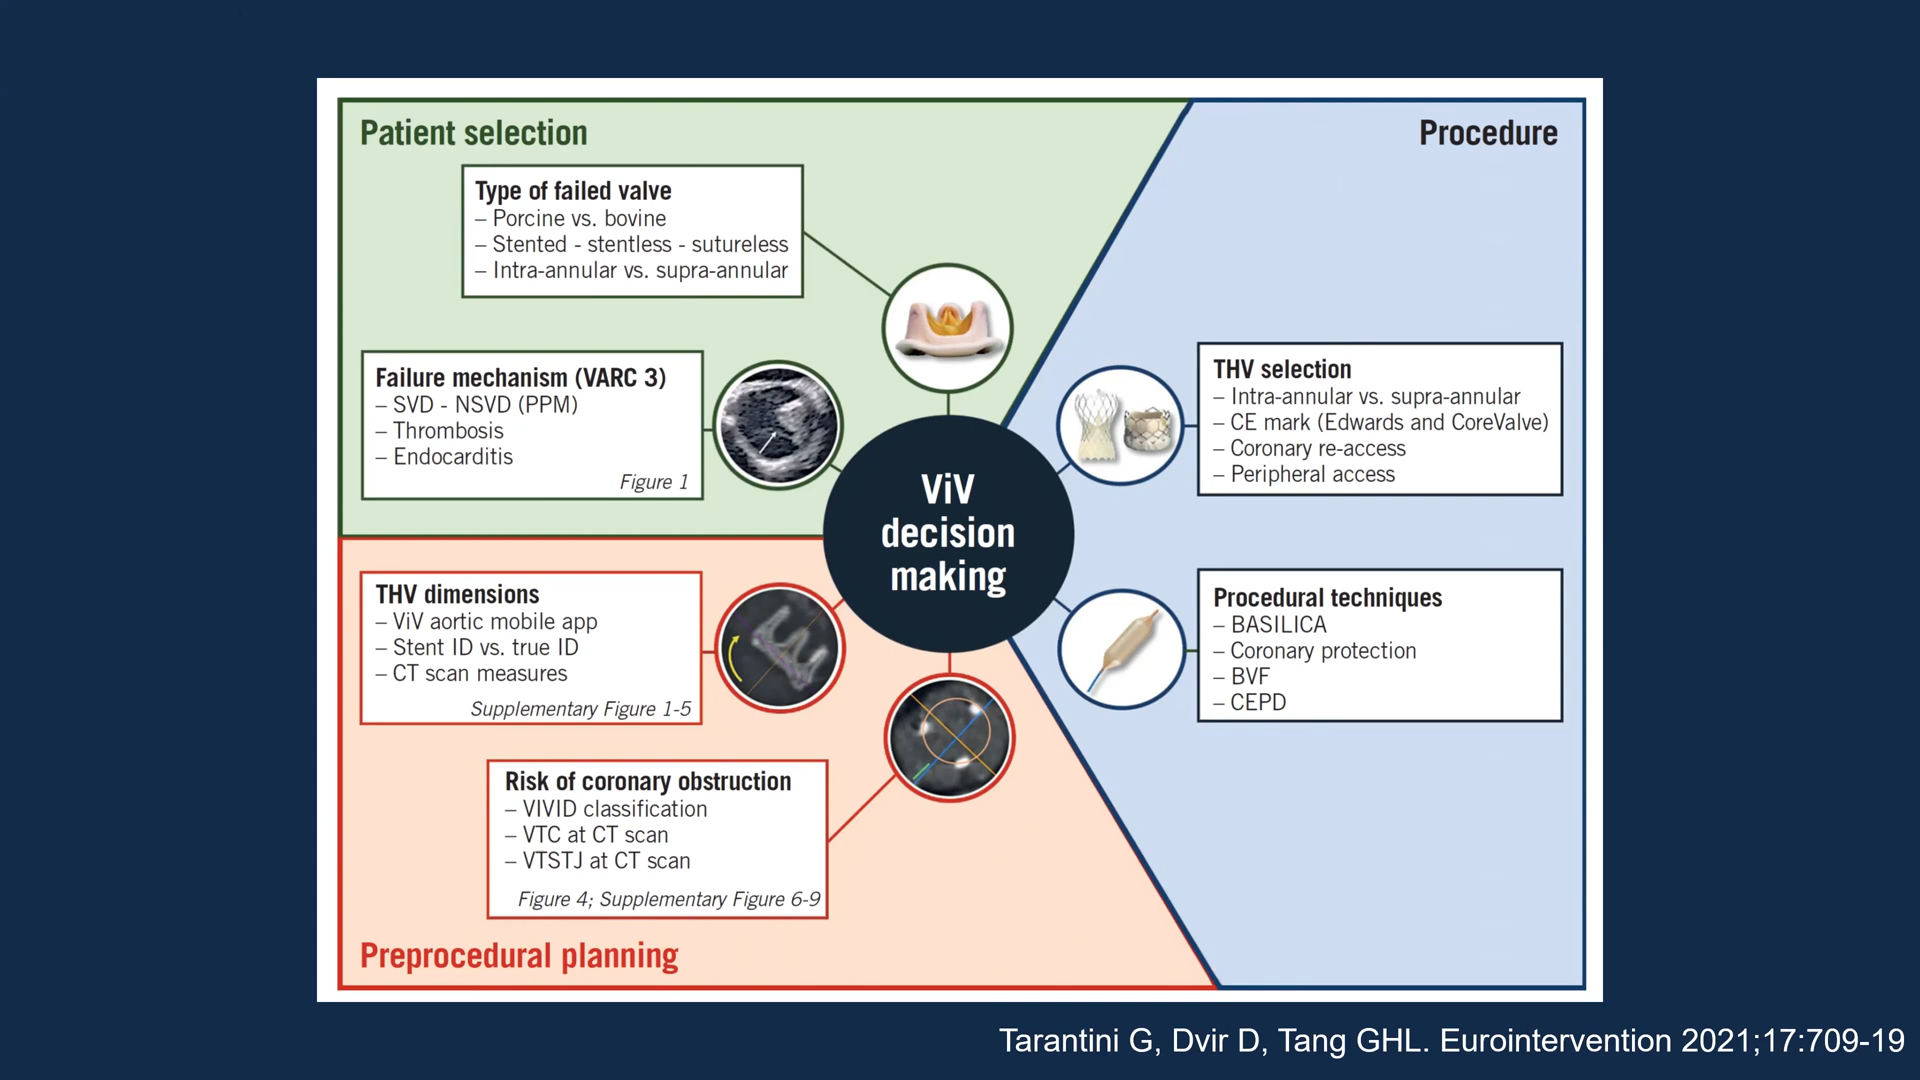 Patient selection
Type of failed valve
– Porcine vs. bovine
– Stented - stentless - sutureless
– Intra-annular vs. supra-annular
Failure mechanism (VARC 3)
– SVD - NSVD (PPM)
– Thrombosis
– Endocarditis
Figure 1
ViV
decision
making
Procedure
THV selection
– Intra-annular vs. supra-annular
– CE mark (Edwards and CoreValve)
– Coronary re-access
– Peripheral access
Procedural techniques
– BASILICA
– Coronary protection
– BVF
– CEPD
THV dimensions
– ViV aortic mobile app
– Stent ID vs. true ID
– CT scan measures
Supplementary Figure 1-5
Risk of coronary obstruction
– VIVID classification
– VTC at CT scan
– VTSTJ at CT scan
Figure 4; Supplementary Figure 6-9
Preprocedural planning
Tarantini G, Dvir D, Tang GHL. Eurointervention 2021;17:709-19